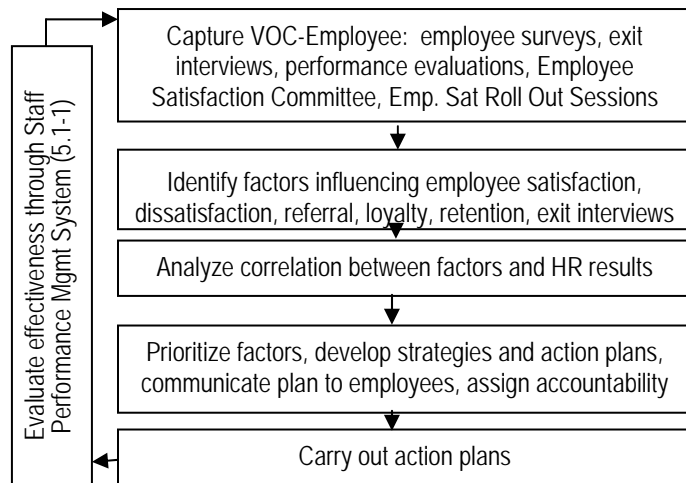 Capture VOC-Employee: employee surveys, exit
interviews, performance evaluations, Employee
Satisfaction Committee, Emp. Sat Roll Out Sessions
Identify factors influencing employee satisfaction,
dissatisfaction, referral, loyalty, retention, exit interviews
Analyze correlation between factors and HR results
Prioritize factors, develop strategies and action plans,
communicate plan to employees, assign accountability
Carry out action plans
Evaluate effectiveness through Staff
Performance Mgmt System (5.1-1)